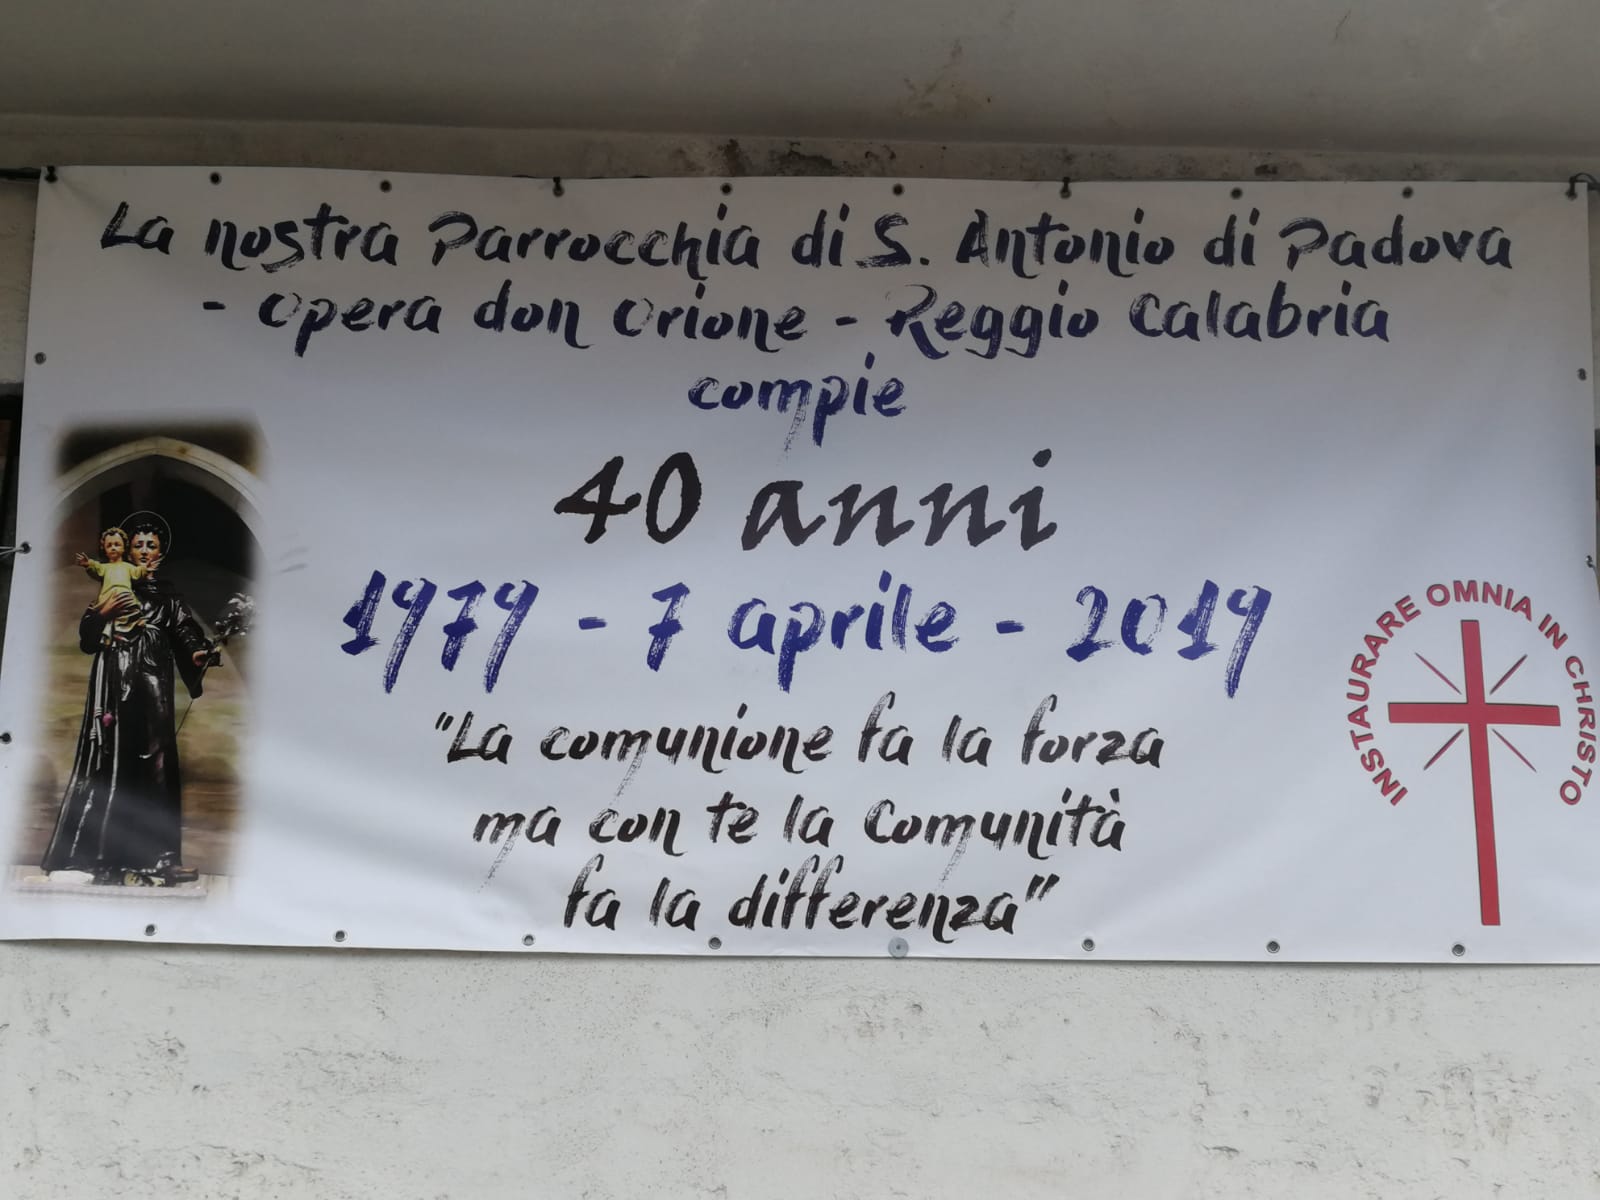 La nostra Parrocchia di S. Antonio di Padova
- Opera don Orione - Reggio Calabria
compie
40 anni
1979 - 7 aprile - 2019
"La comunione fa la forza
ma con te la Comunità
fa la differenza"
INSTAURARE OMNIA IN CHRISTO